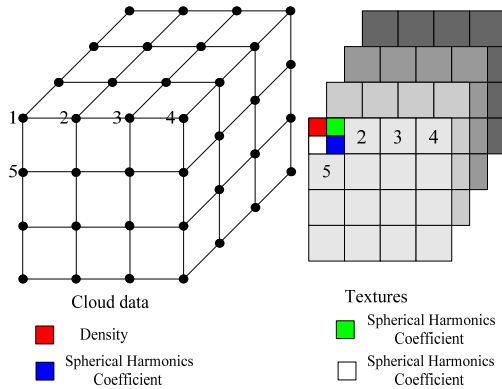 1 2 3 4
5
2 3 4
5
Cloud data
Textures
Density
Spherical Harmonics
Coefficient
Spherical Harmonics
Coefficient
Spherical Harmonics
Coefficient